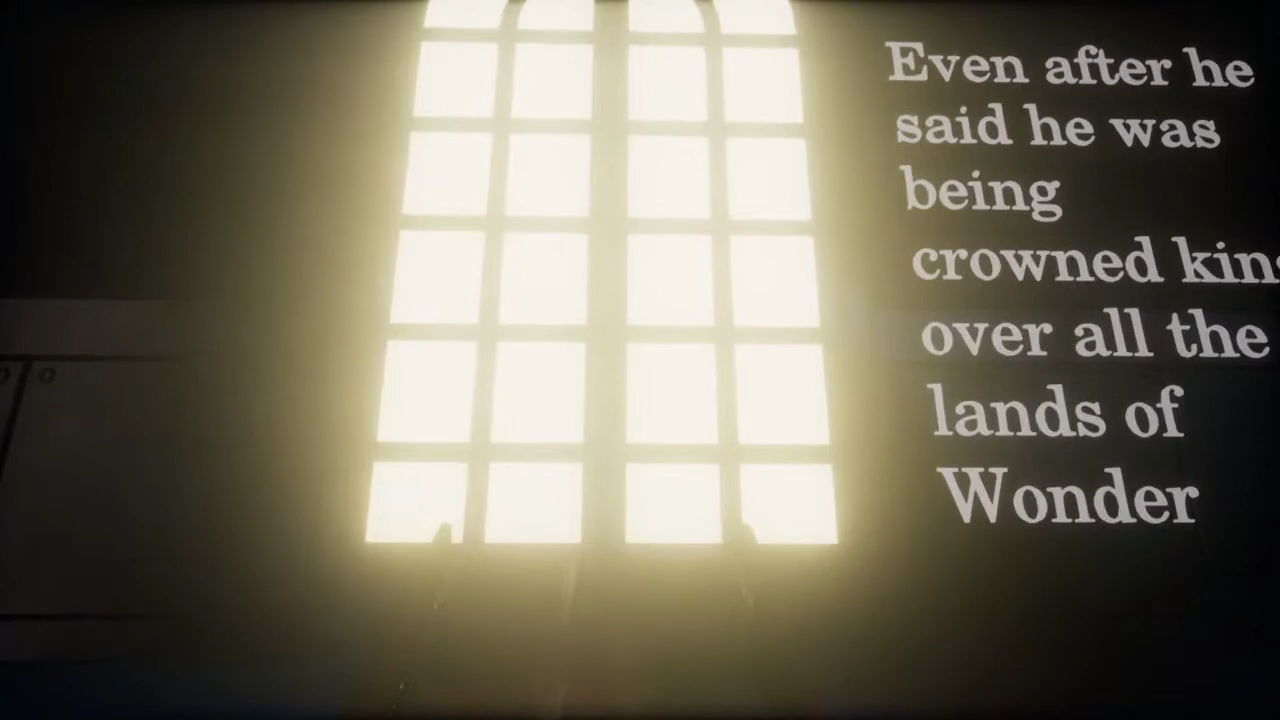 Even after he
said he was
being
crowned kin
over all the
lands of
Wonder